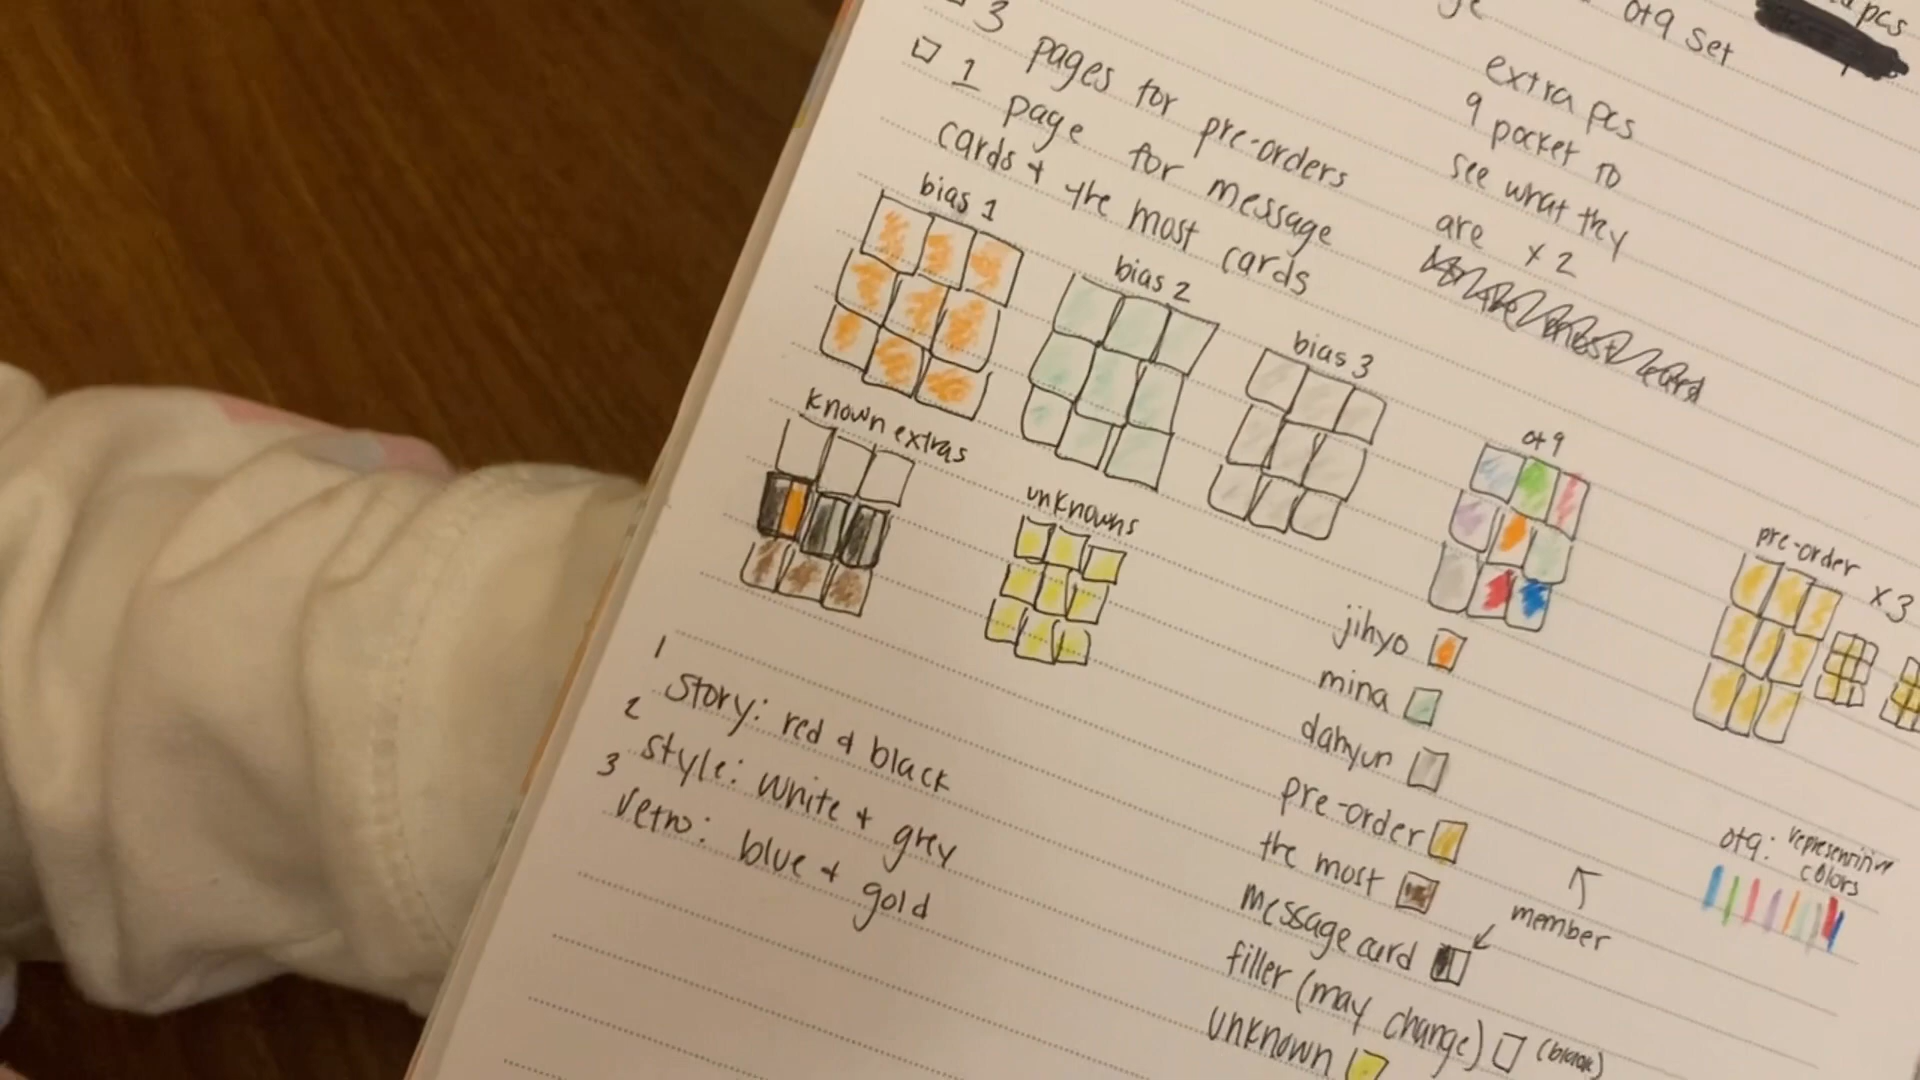 3 pages for pre-orders
1 page for message
cards + the most cards
ot9 set
pcs
extra pcs
9 pocket to
see what thy
are x2
bias 1
bias 2
bias 3
ot9
pre-order x3
known extras
unknowns
1 Story: red & black
2 style: white + grey
3 retro: blue + gold
jihyo
mina
dahyun
pre-order
the most
message card
filler (may change) (blank)
unknown
member
ot9:
colors